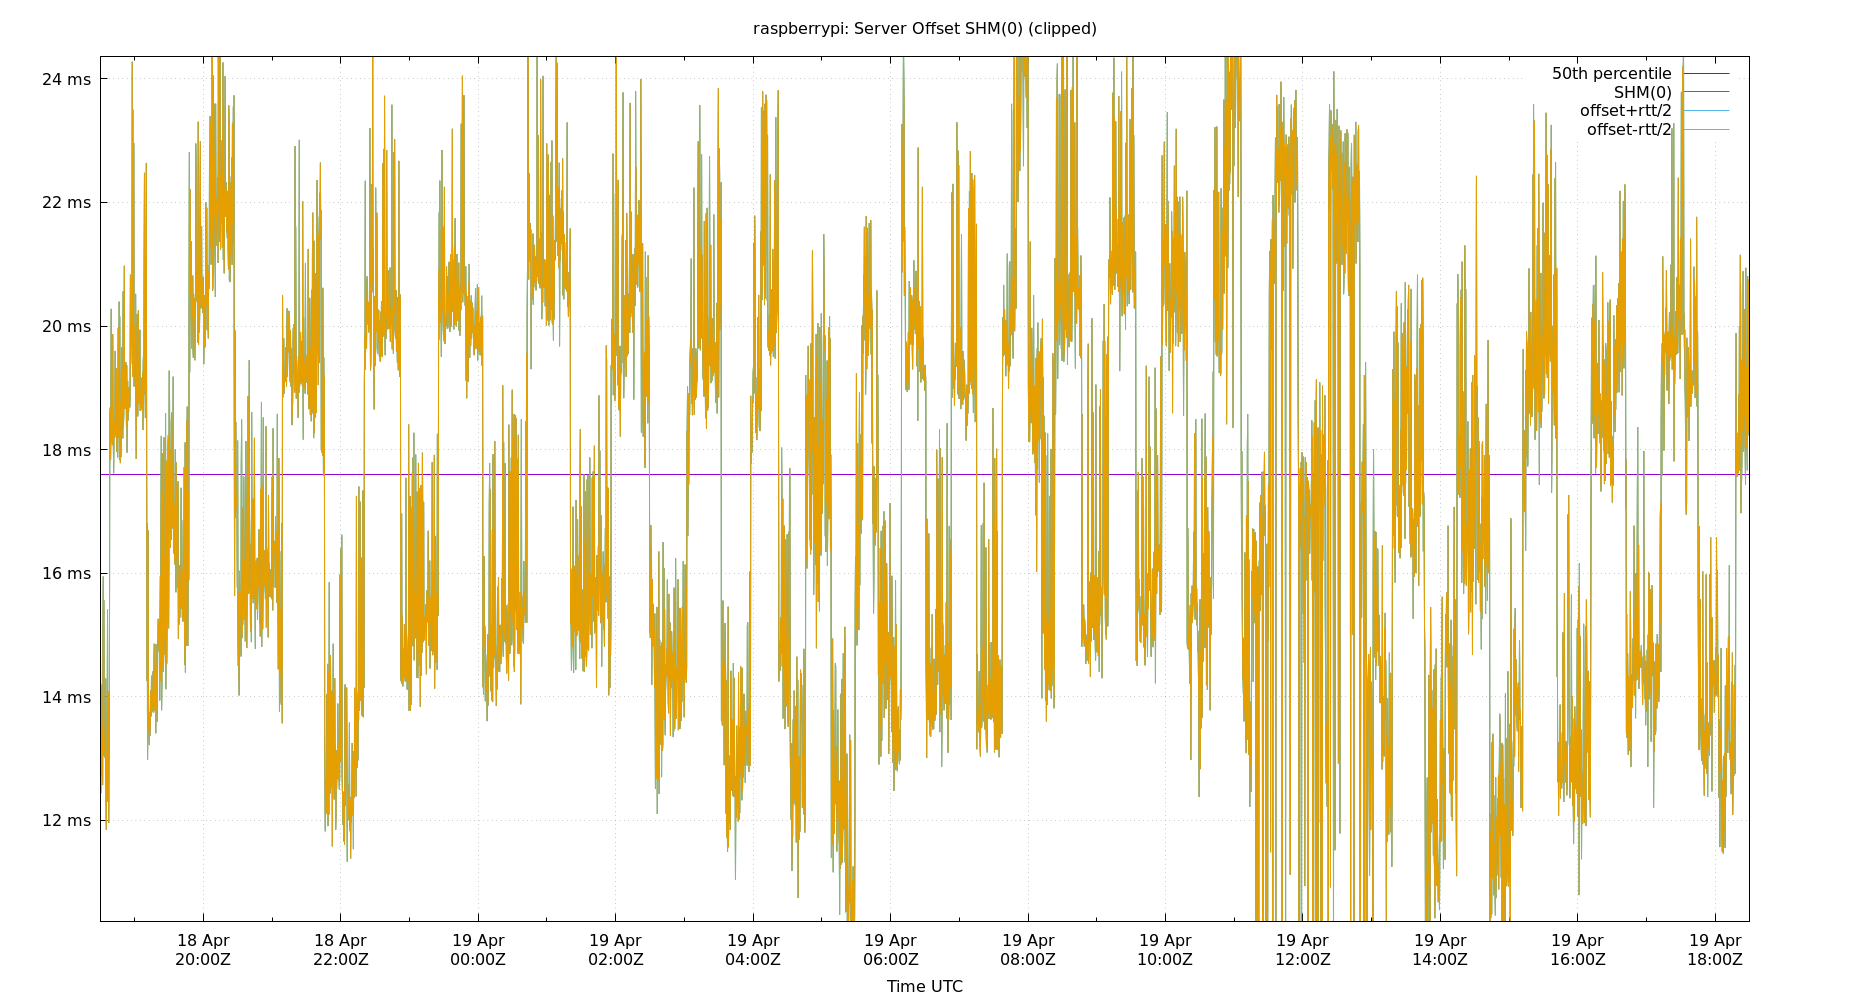 raspberrypi: Server Offset SHM(0) (clipped)
24 ms
22 ms
20 ms
18 ms
16 ms
14 ms
12 ms
50th percentile
SHM(0)
offset+rtt/2
offset-rtt/2
18 Apr 18 Apr 19 Apr 19 Apr 19 Apr 19 Apr 19 Apr 19 Apr 19 Apr 19 Apr 19 Apr 19 Apr
20:00Z 22:00Z 00:00Z 02:00Z 04:00Z 06:00Z 08:00Z 10:00Z 12:00Z 14:00Z 16:00Z 18:00Z
Time UTC